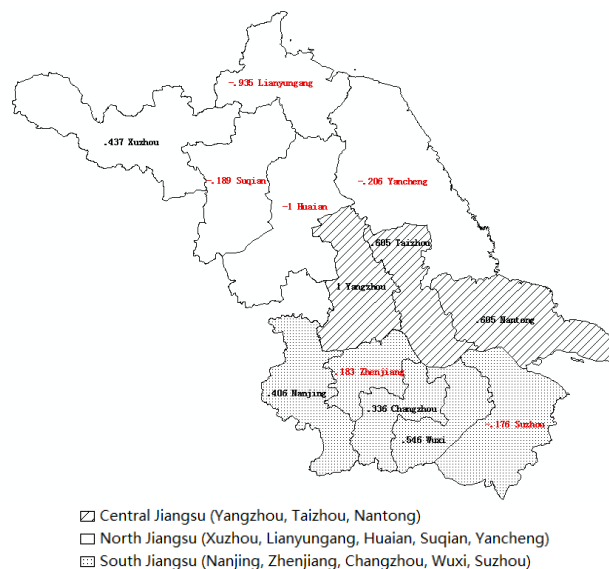 -.935 Lianyungang
.437 Xuzhou
-.189 Suqian
-.206 Yancheng
-1 Huaian
.605 Taizhou
1 Yangzhou
.605 Nantong
.183 Zhenjiang
.406 Nanjing
.336 Changzhou
-.176 Suzhou
.546 Wuxi
Central Jiangsu (Yangzhou, Taizhou, Nantong)
North Jiangsu (Xuzhou, Lianyungang, Huaian, Suqian, Yancheng)
South Jiangsu (Nanjing, Zhenjiang, Changzhou, Wuxi, Suzhou)